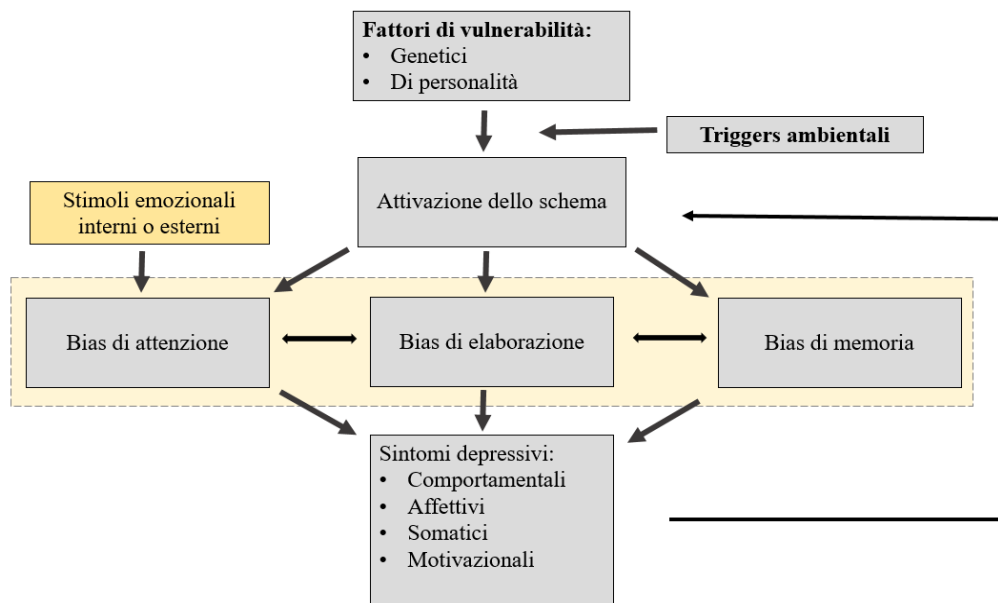 Fattori di vulnerabilità:
• Genetici
• Di personalità
Triggers ambientali
Stimoli emozionali
interni o esterni
Attivazione dello schema
Bias di attenzione
Bias di elaborazione
Bias di memoria
Sintomi depressivi:
• Comportamentali
• Affettivi
• Somatici
• Motivazionali